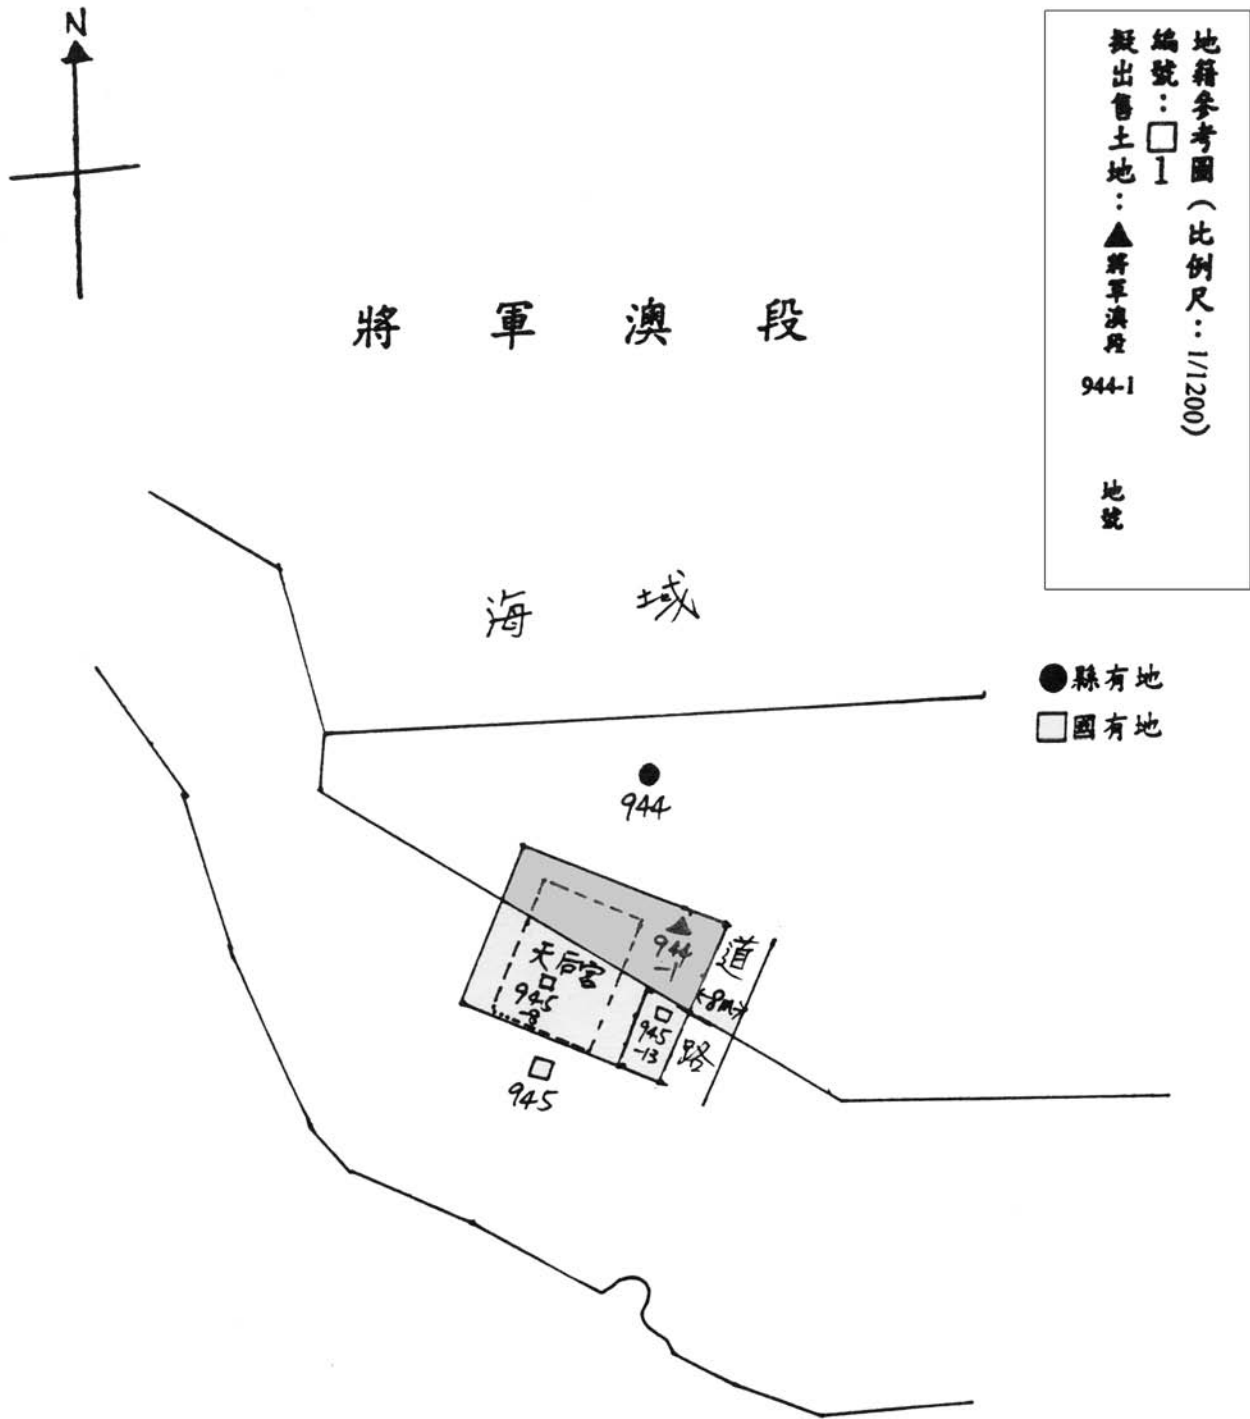 N
地籍參考圖(比例尺:1/1200)
編號:□1
擬出售土地:▲將軍澳段 944-1 地號
將軍澳段
海域
●縣有地
□國有地
944
944
-1
道路
8m
天后宮
945
-8
945
-13
945